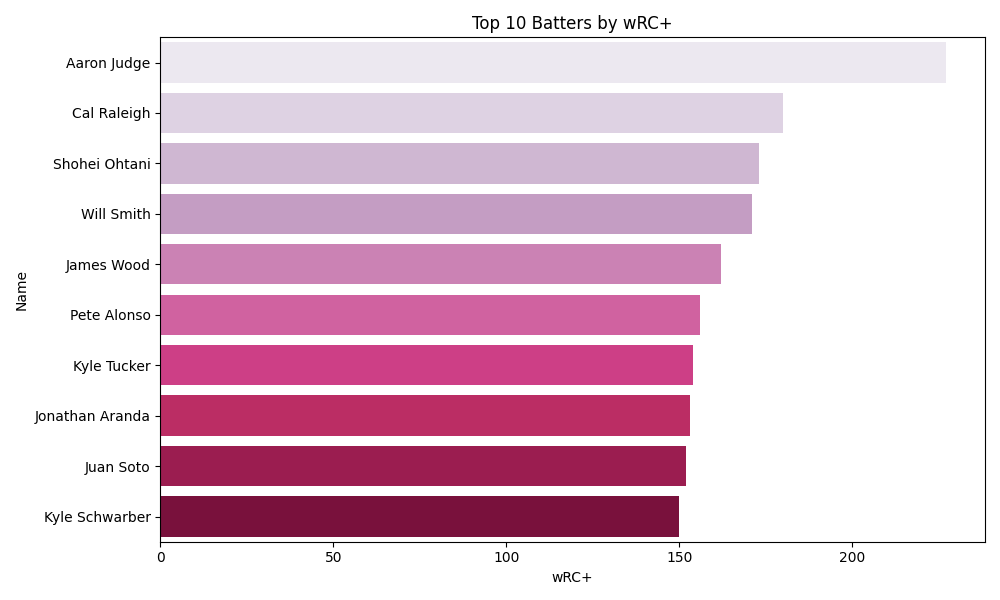 Top 10 Batters by wRC+
Name
Aaron Judge
Cal Raleigh
Shohei Ohtani
Will Smith
James Wood
Pete Alonso
Kyle Tucker
Jonathan Aranda
Juan Soto
Kyle Schwarber
0 50 100 150 200
wRC+